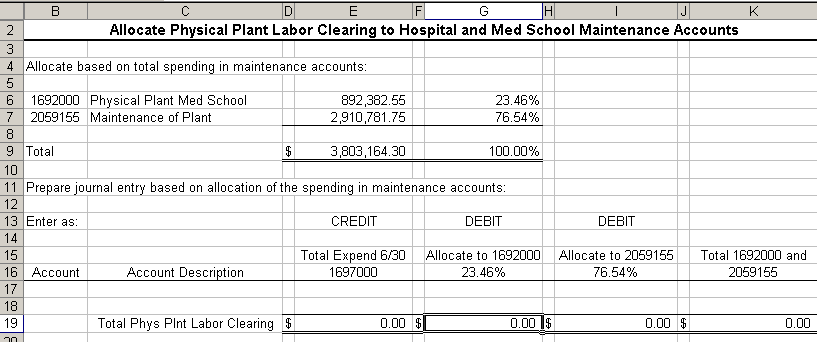 B C D E F G H I J K
2 Allocate Physical Plant Labor Clearing to Hospital and Med School Maintenance Accounts
3
4 Allocate based on total spending in maintenance accounts:
5
6 1692000 Physical Plant Med School 892,382.55 23.46%
7 2059155 Maintenance of Plant 2,910,781.75 76.54%
8
9 Total $ 3,803,164.30 100.00%
10
11 Prepare journal entry based on allocation of the spending in maintenance accounts:
12
13 Enter as: CREDIT DEBIT DEBIT
14
15 Total Expend 6/30 Allocate to 1692000 Allocate to 2059155 Total 1692000 and
16 Account Account Description 1697000 23.46% 76.54% 2059155
17
18
19 Total Phys Plnt Labor Clearing $ 0.00 $ 0.00 $ 0.00 $ 0.00